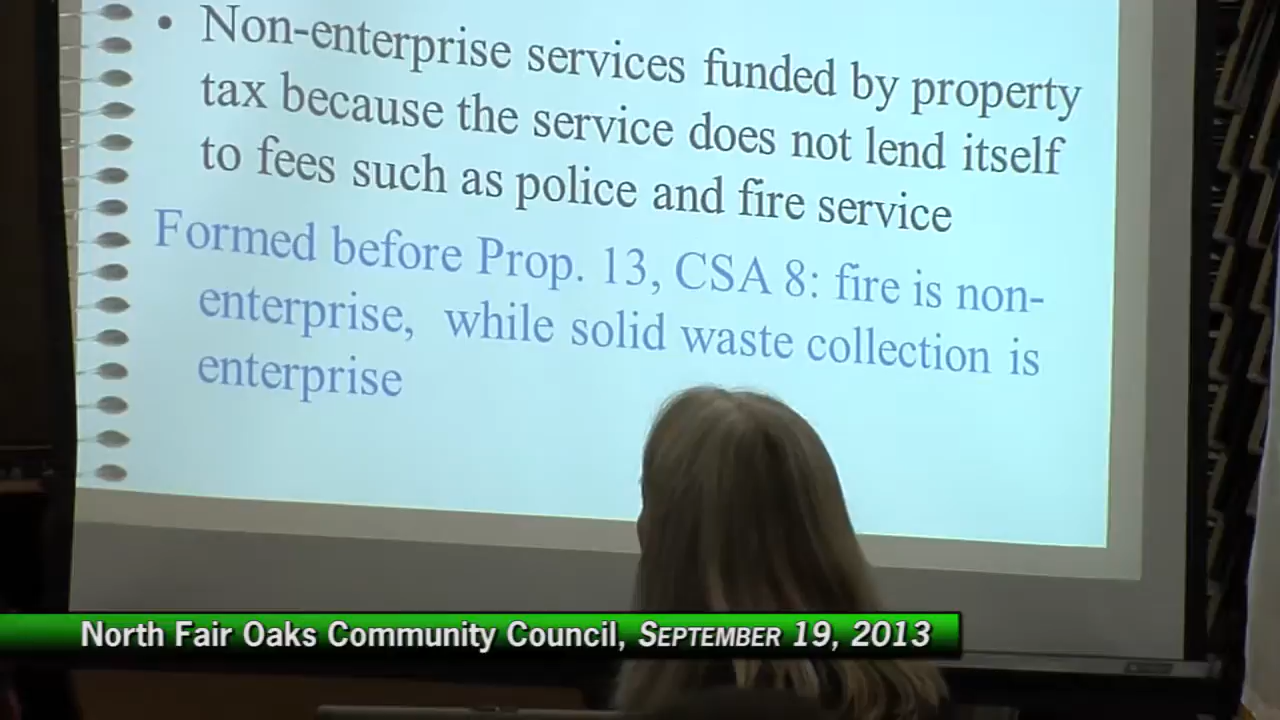 • Non-enterprise services funded by property
tax because the service does not lend itself
to fees such as police and fire service
Formed before Prop. 13, CSA 8: fire is non-
enterprise, while solid waste collection is
enterprise
North Fair Oaks Community Council, September 19, 2013